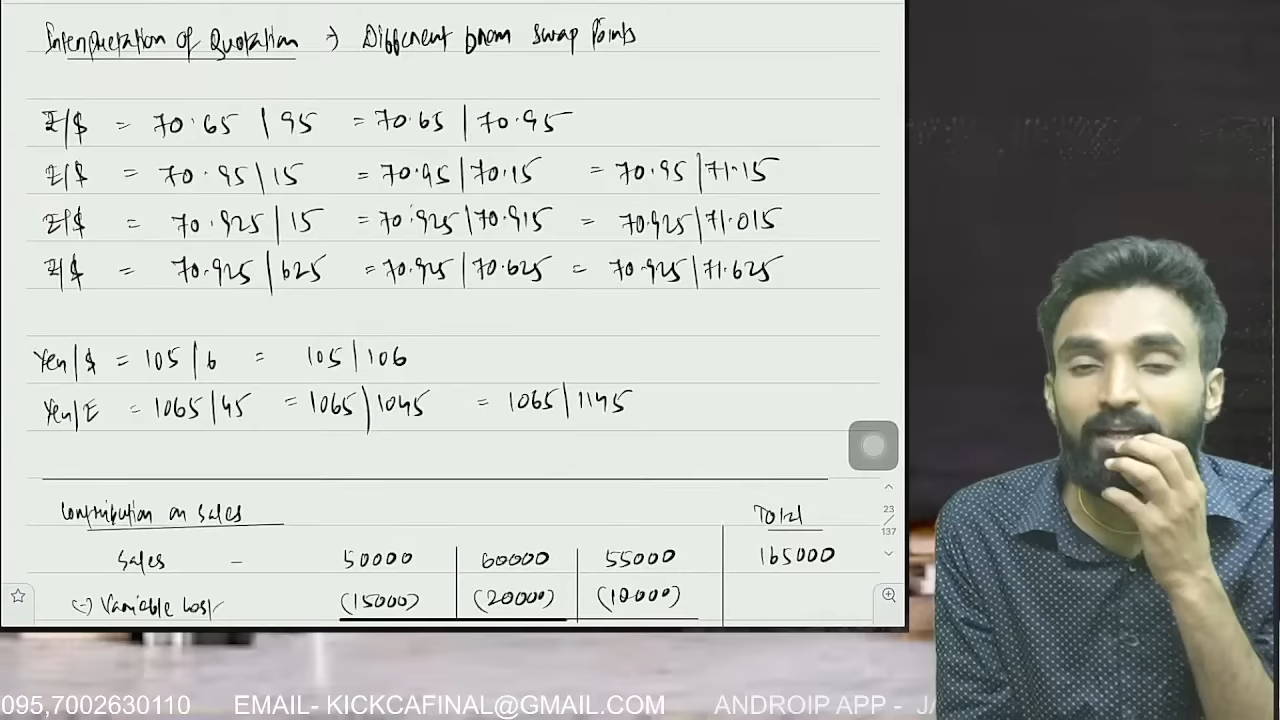 Interpretation of Quotation → Different from Swap Points
₹/$ = 70.65 | 95 = 70.65 | 70.95
₹/$ = 70.95 | 15 = 70.95 | 70.15 = 70.95 | 71.15
₹/$ = 70.925 | 15 = 70.925 | 70.915 = 70.925 | 71.015
₹/$ = 70.925 | 625 = 70.925 | 70.625 = 70.925 | 71.625
Yen/$ = 105 | 6 = 105 | 106
Yen/£ = 1065 | 45 = 1065 | 1045 = 1065 | 1145
23
/
137
Contribution on Sales Total
Sales – 50000 60000 55000 165000
(-) Variable Cost (15000) (20000) (10000)
095,7002630110 EMAIL- KICKCAFINAL@GMAIL.COM ANDROIP APP - JA